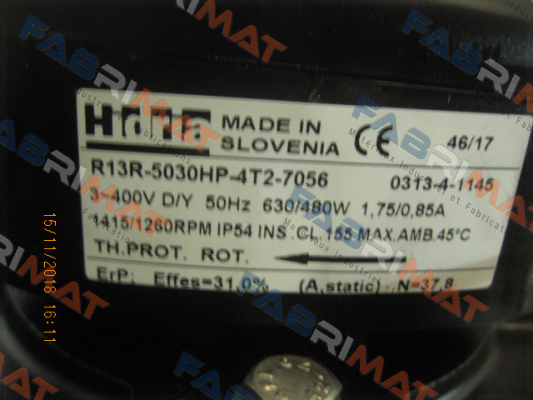 Hidria MADE IN
SLOVENIA CE 46/17
R13R-5030HP-4T2-7056 0313-4-1145
3~400V D/Y 50Hz 630/480W 1,75/0,85A
1415/1260RPM IP54 INS.CL.155 MAX.AMB.45°C
TH.PROT. ROT.
ErP: Effes=31,0% (A,static) N=37,8
15/11/2018 16:11
FABRIMAT